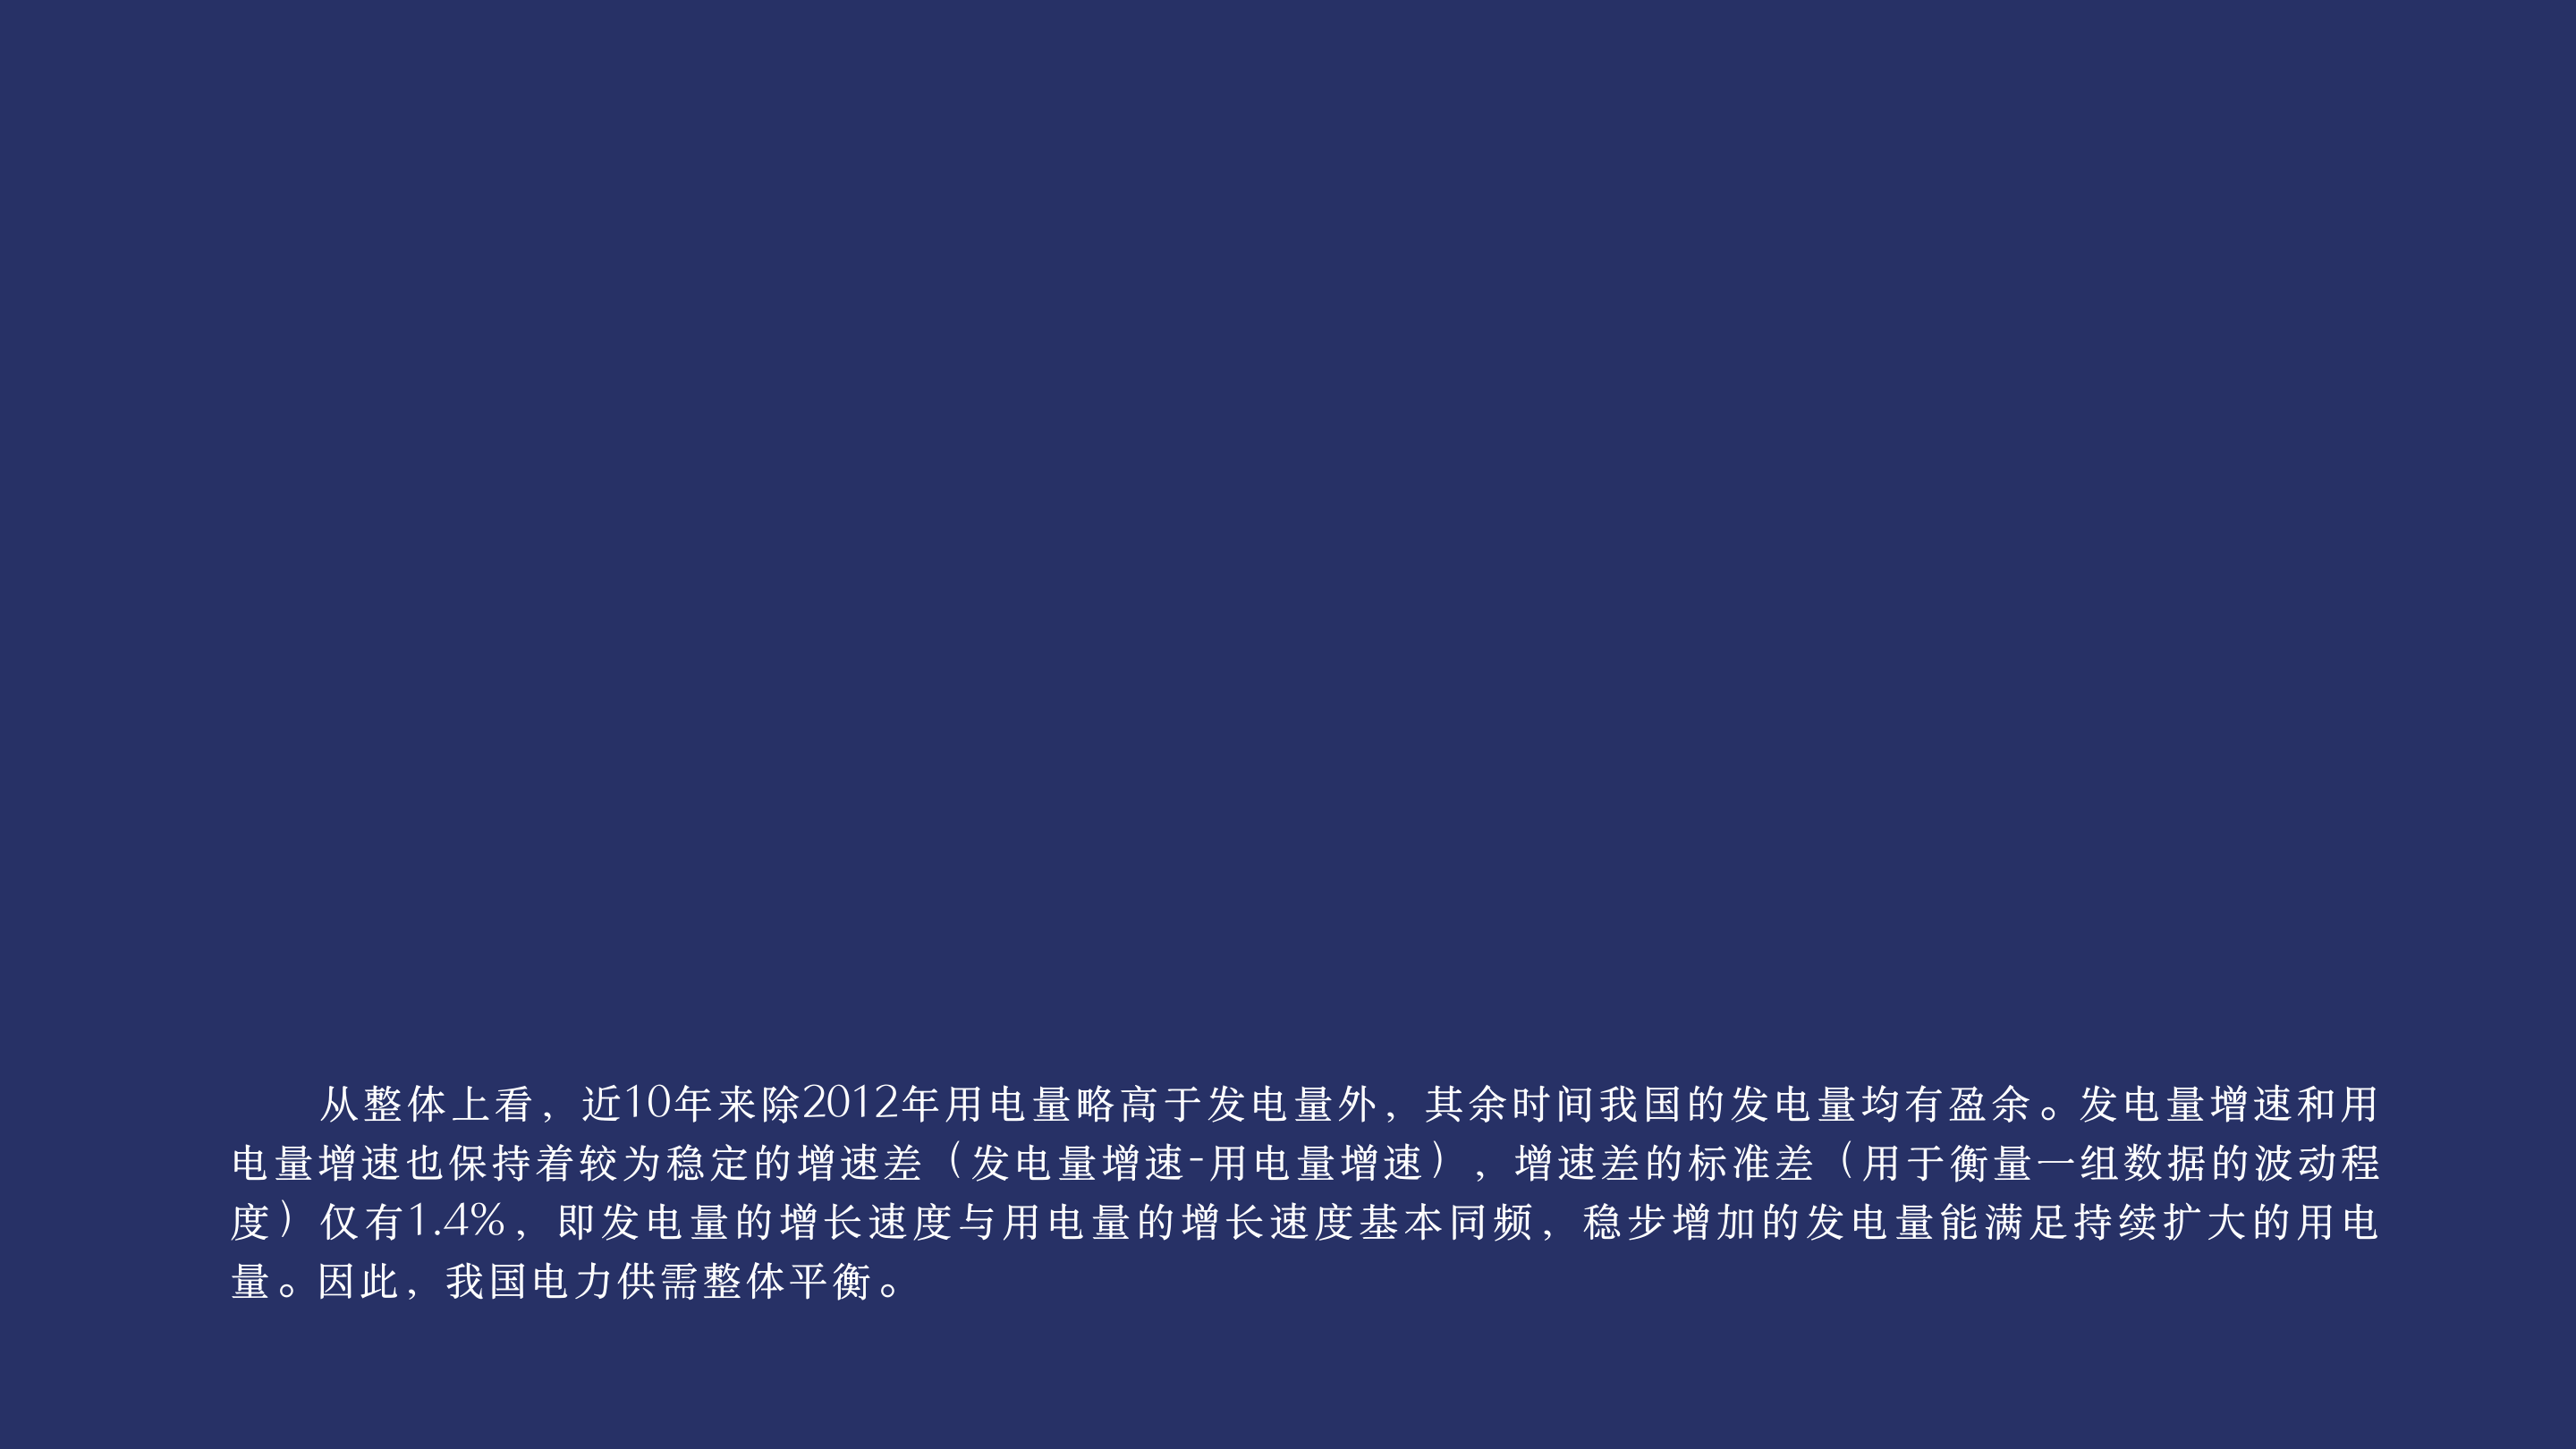 从整体上看，近10年来除2012年用电量略高于发电量外，其余时间我国的发电量均有盈余。发电量增速和用
电量增速也保持着较为稳定的增速差（发电量增速-用电量增速），增速差的标准差（用于衡量一组数据的波动程
度）仅有1.4%，即发电量的增长速度与用电量的增长速度基本同频，稳步增加的发电量能满足持续扩大的用电
量。因此，我国电力供需整体平衡。